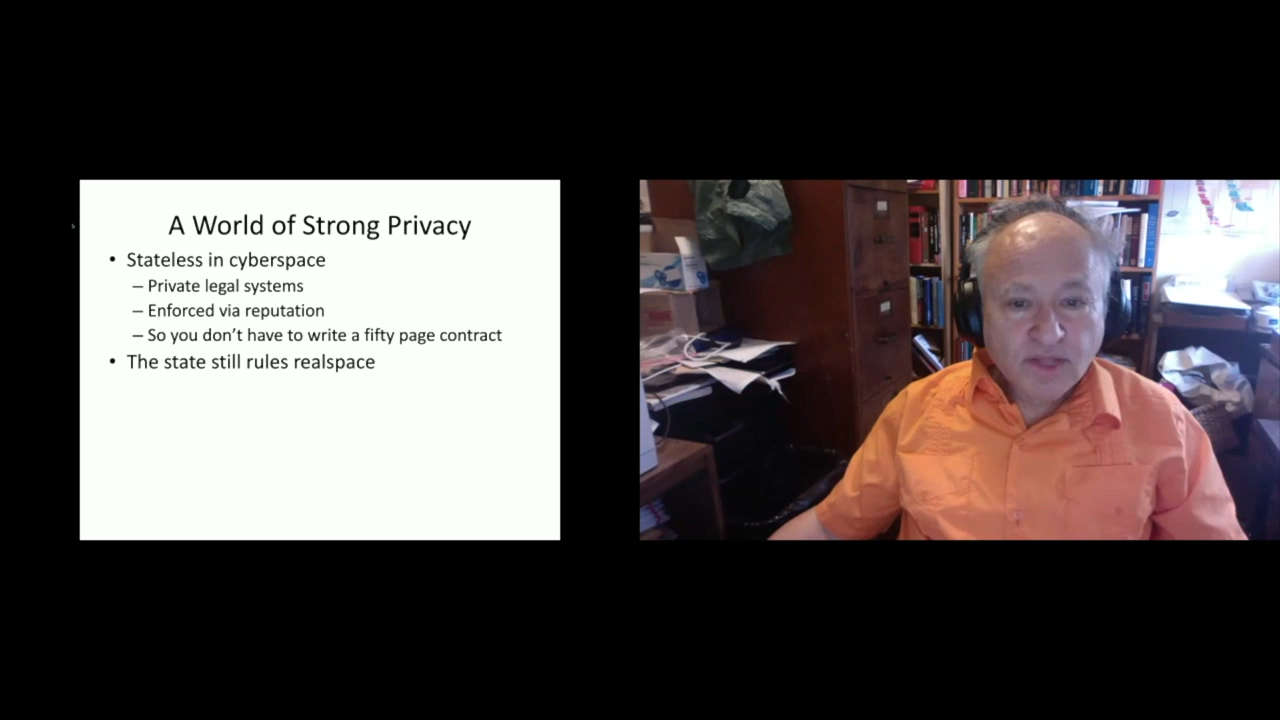 A World of Strong Privacy
• Stateless in cyberspace
– Private legal systems
– Enforced via reputation
– So you don’t have to write a fifty page contract
• The state still rules realspace